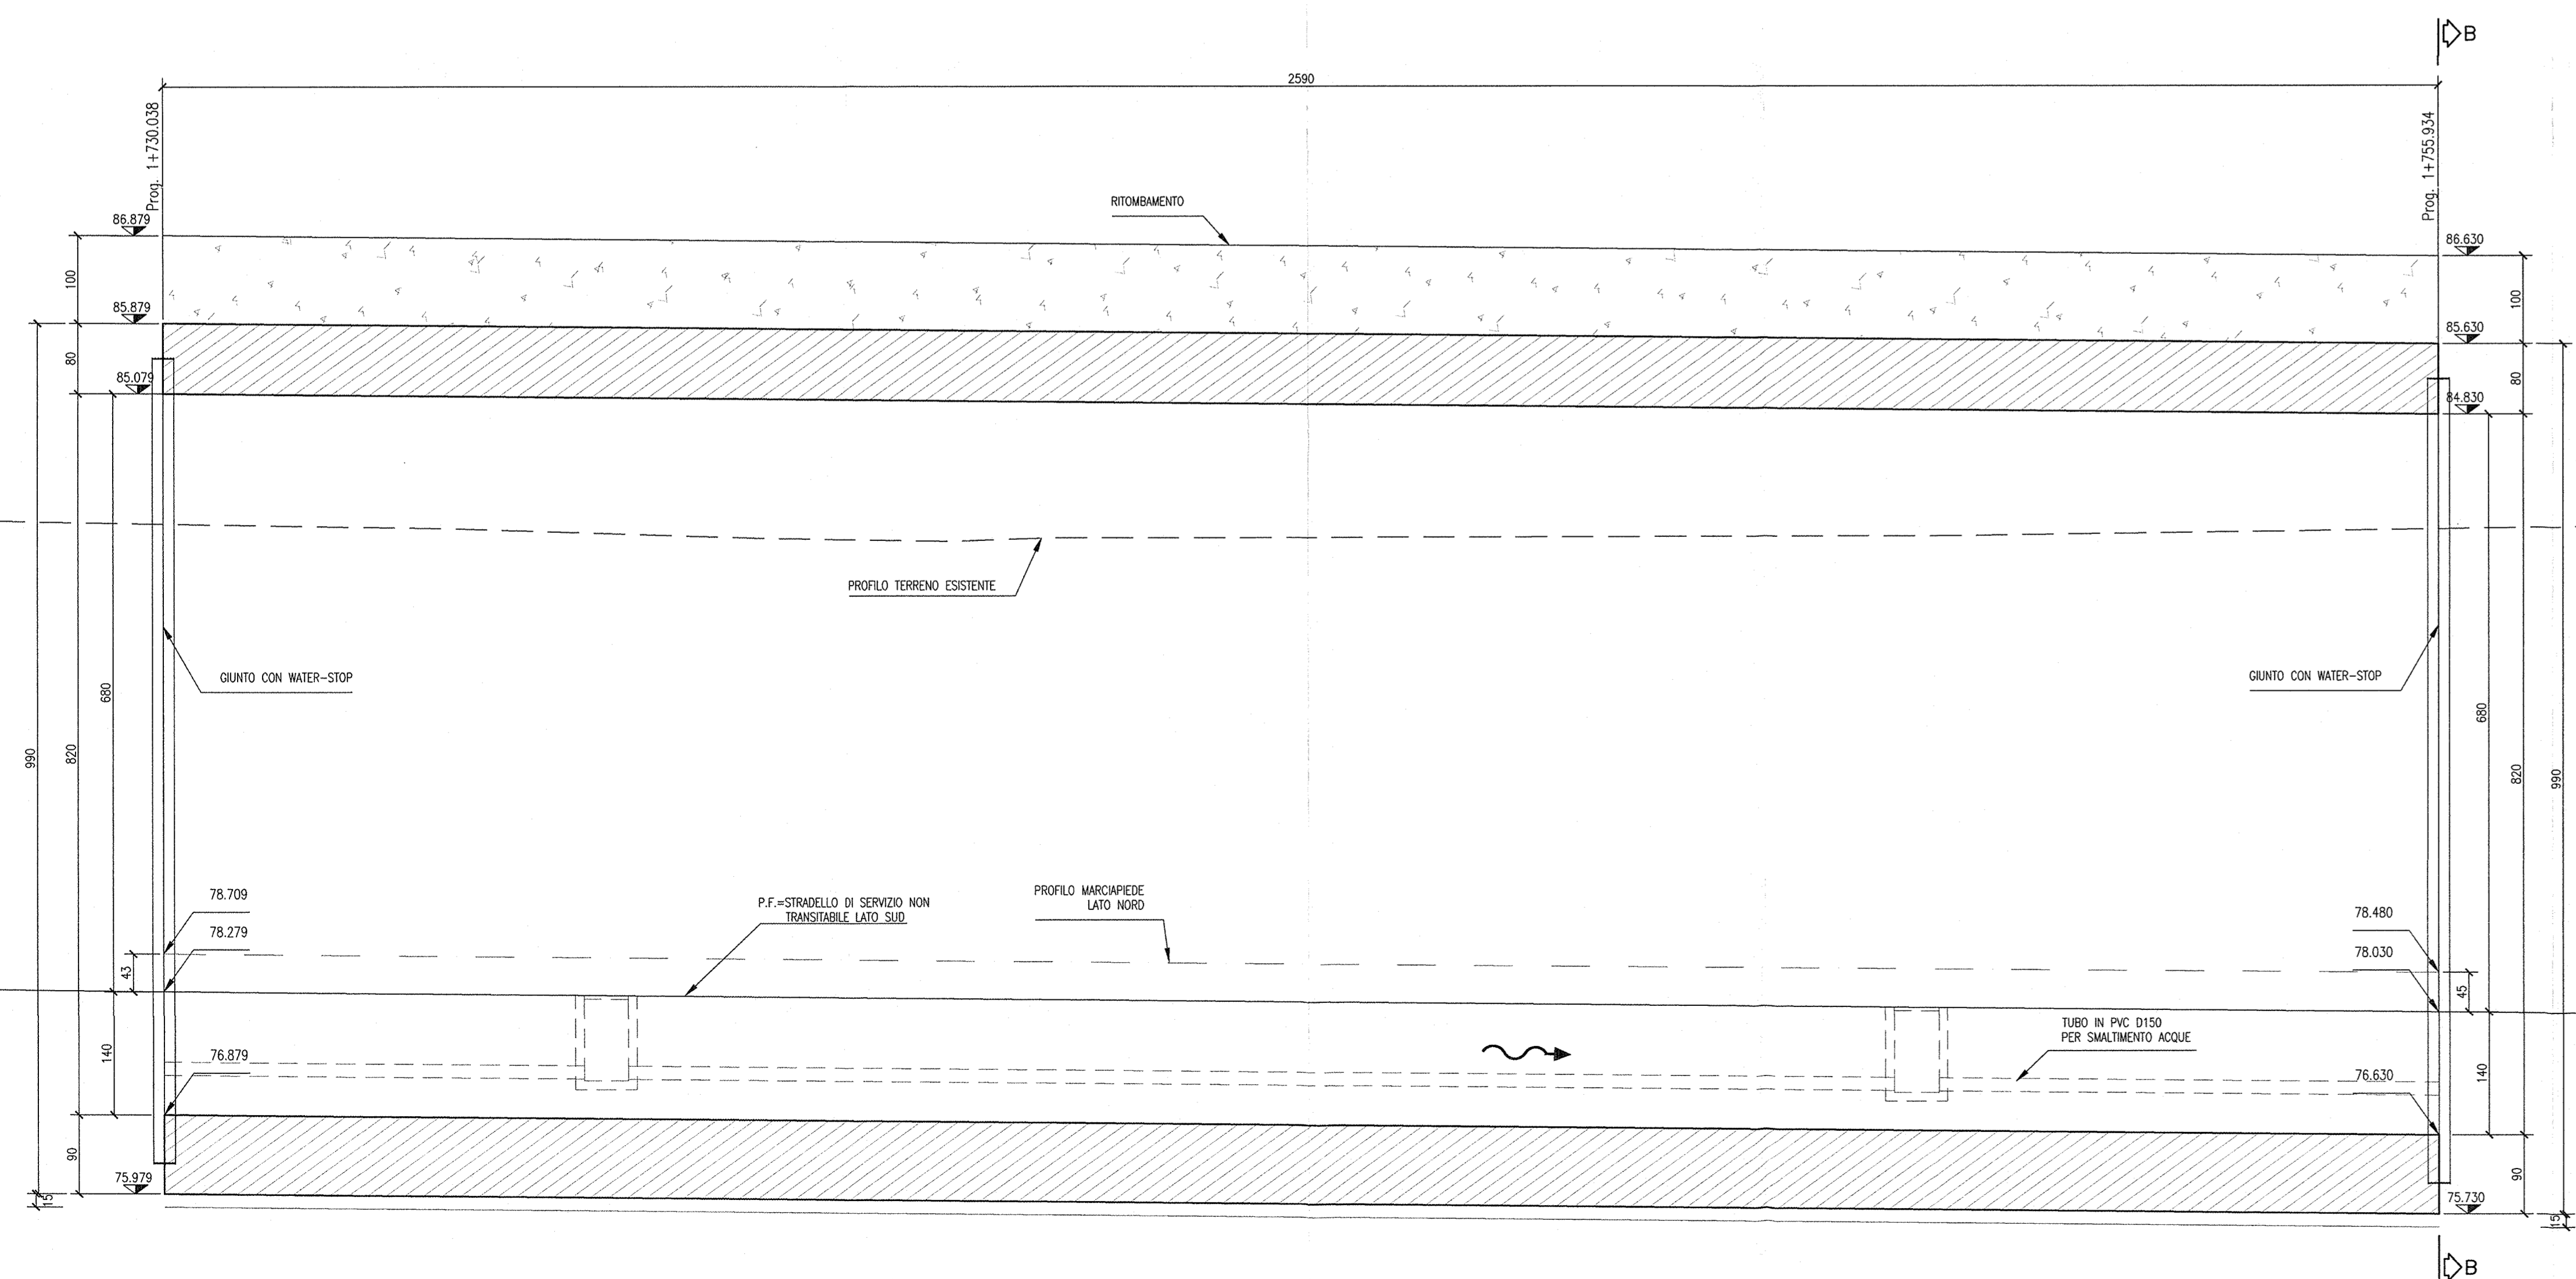 B
2590
Prog. 1+730.038
Prog. 1+755.934
RITOMBAMENTO
86.879
86.630
100
100
85.879
85.630
80
80
85.079
84.830
PROFILO TERRENO ESISTENTE
GIUNTO CON WATER-STOP
GIUNTO CON WATER-STOP
680
680
990
820
820
990
78.709
P.F.=STRADELLO DI SERVIZIO NON
TRANSITABILE LATO SUD
PROFILO MARCIAPIEDE
LATO NORD
78.480
78.279
78.030
43
45
TUBO IN PVC D150
PER SMALTIMENTO ACQUE
140
140
76.879
76.630
90
90
75.979
75.730
15
15
B